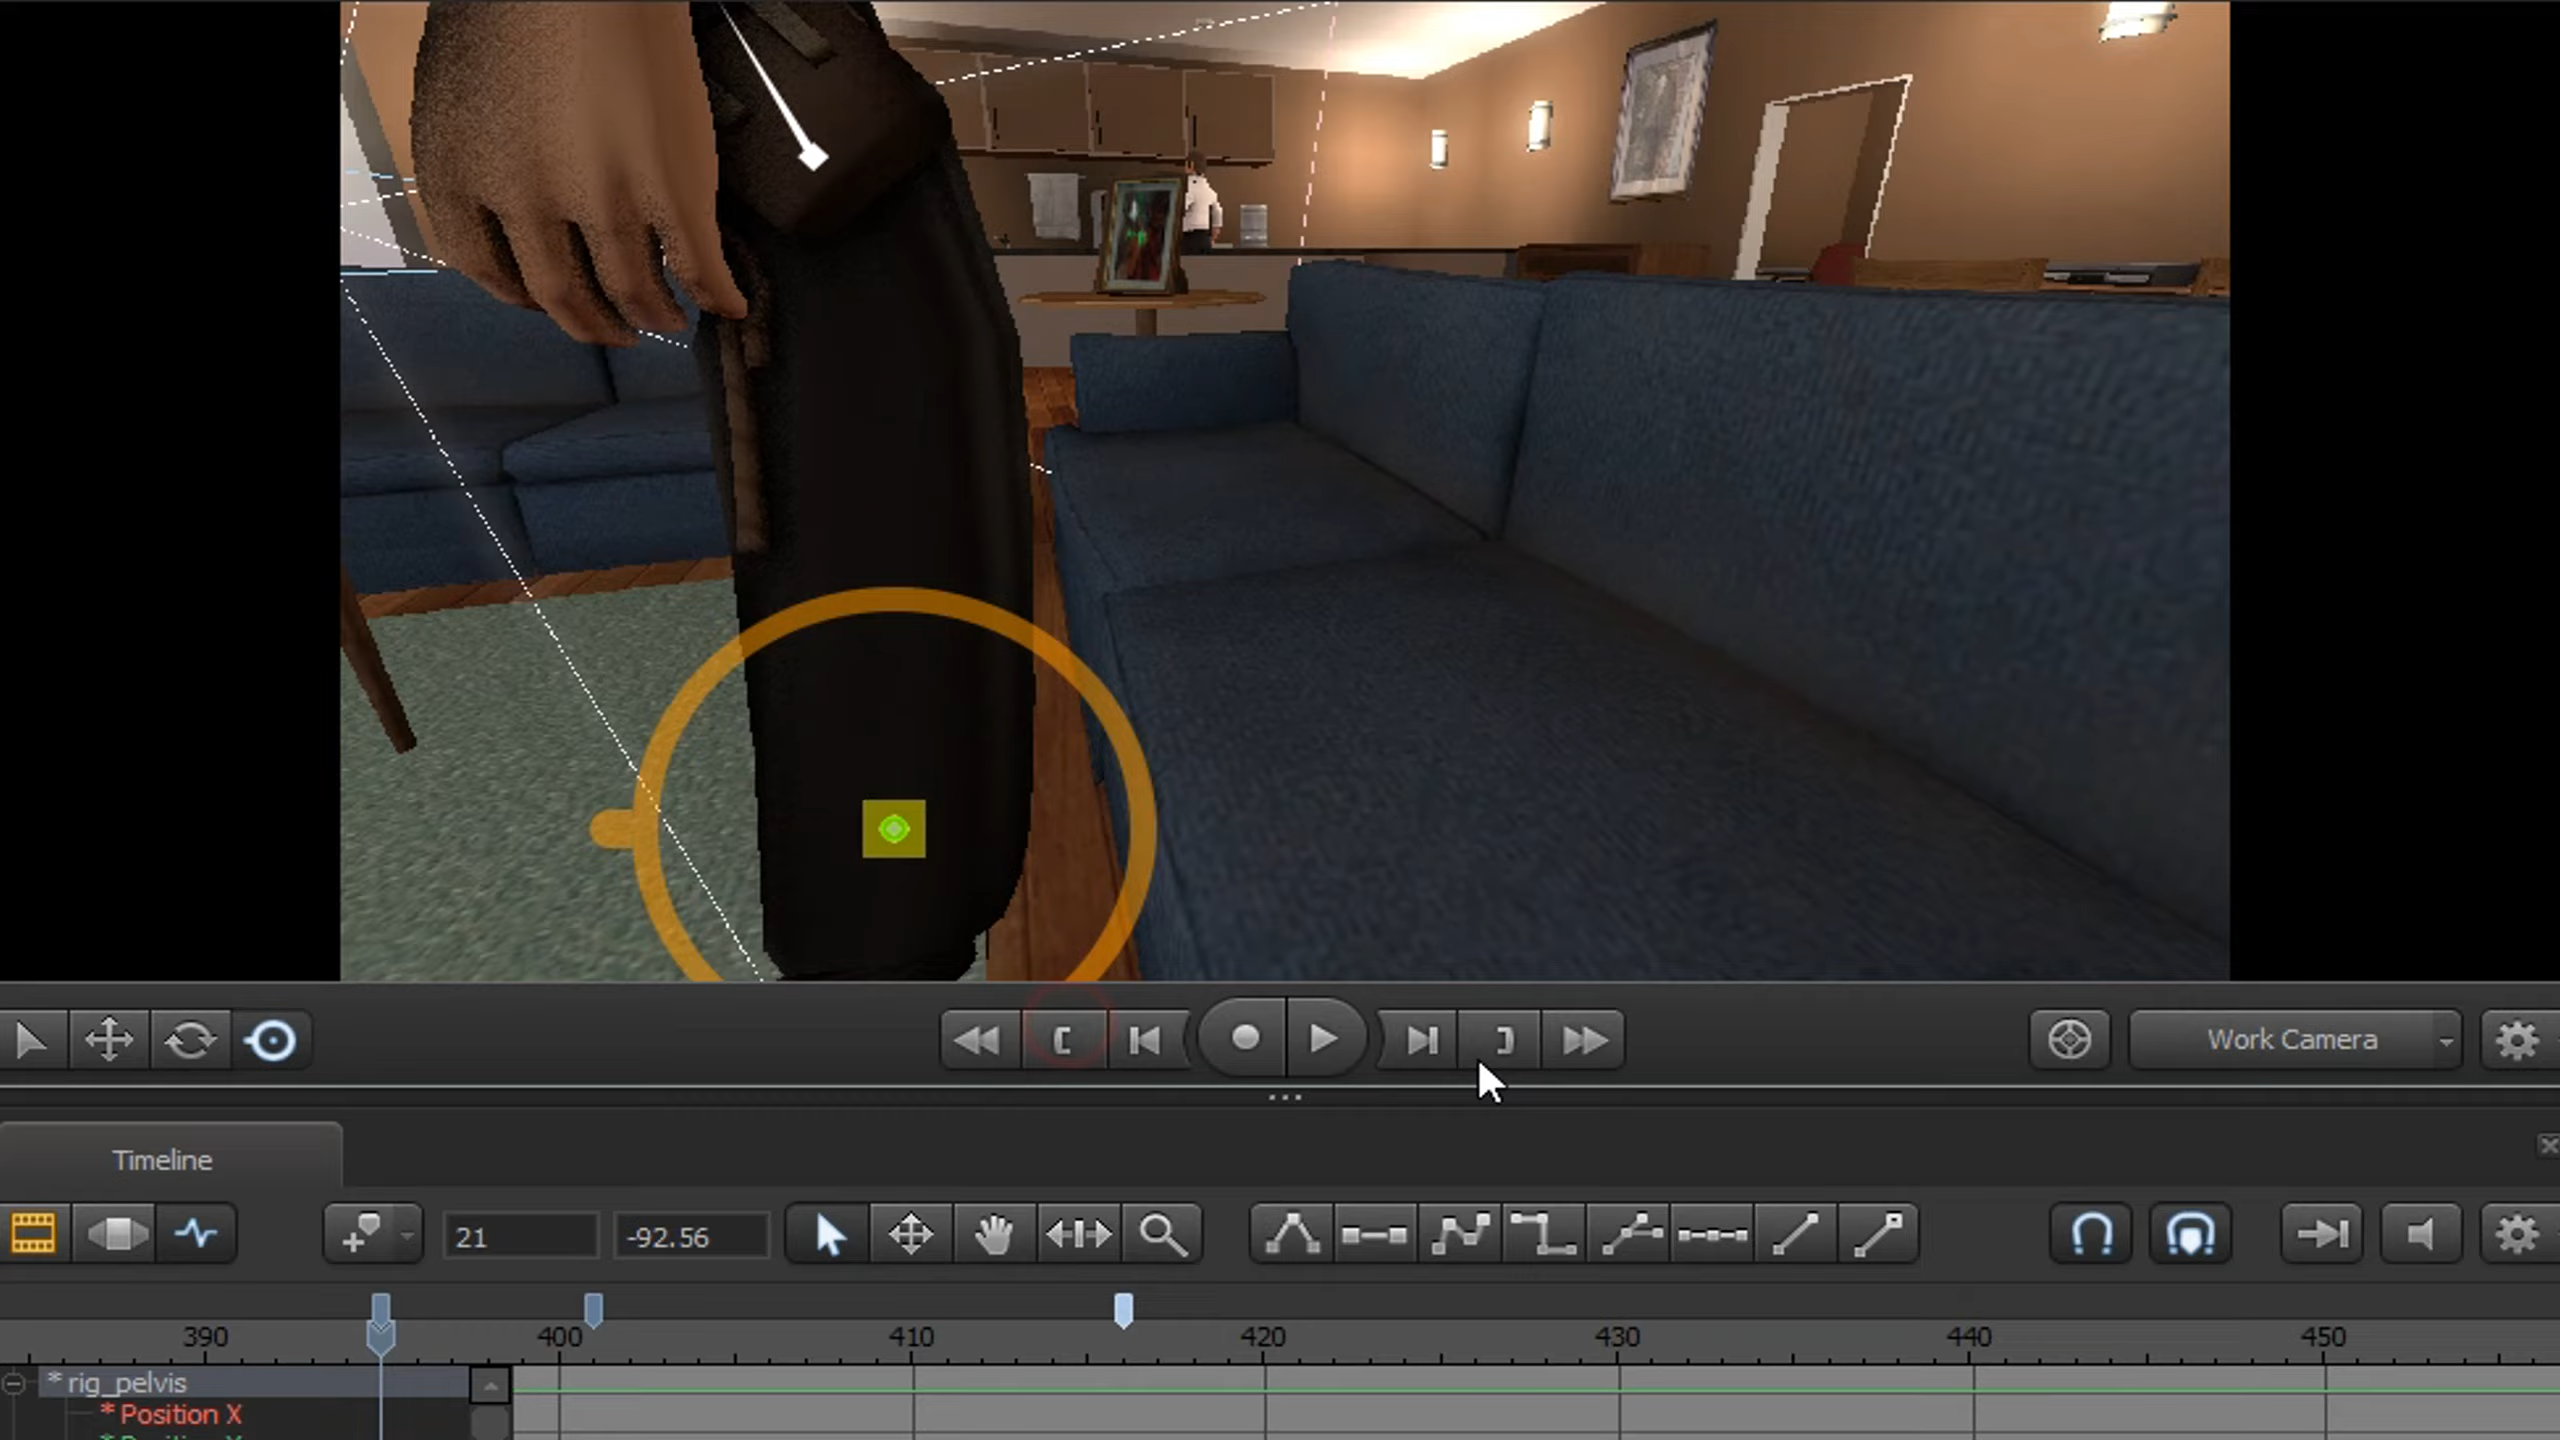 Work Camera
Timeline
21
-92.56
390
400
410
420
430
440
450
* rig_pelvis
* Position X